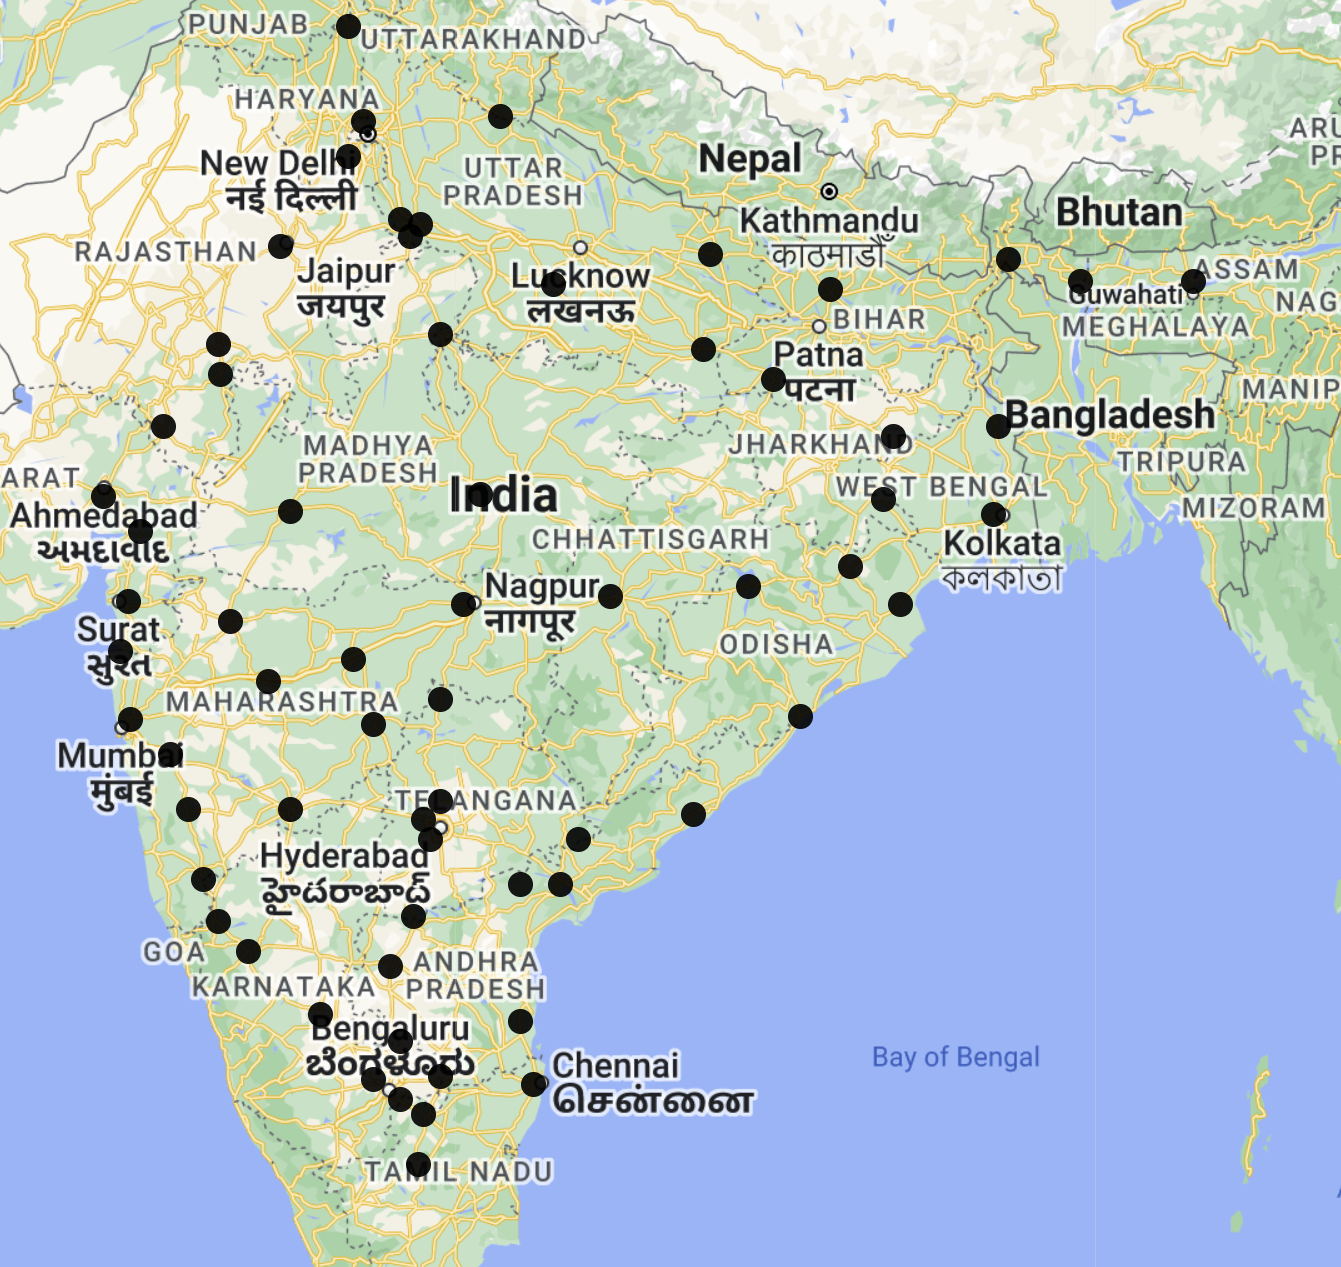 PUNJAB
UTTARAKHAND
HARYANA
ARU
PR
New Delhi
नई दिल्ली
UTTAR
PRADESH
Nepal
Kathmandu
काठमाडौँ
Bhutan
RAJASTHAN
Jaipur
जयपुर
Lucknow
लखनऊ
ASSAM
Guwahati
NAG
BIHAR
MEGHALAYA
Patna
पटना
MANIP
Bangladesh
MADHYA
PRADESH
JHARKHAND
TRIPURA
ARAT
India
WEST BENGAL
MIZORAM
Ahmedabad
અમદાવાદ
CHHATTISGARH
Kolkata
কলকাতা
Nagpur
नागपूर
Surat
સુરત
ODISHA
MAHARASHTRA
Mumbai
मुंबई
TELANGANA
Hyderabad
హైదరాబాద్
GOA
ANDHRA
PRADESH
KARNATAKA
Bengaluru
ಬೆಂಗಳೂರು
Chennai
சென்னை
Bay of Bengal
TAMIL NADU